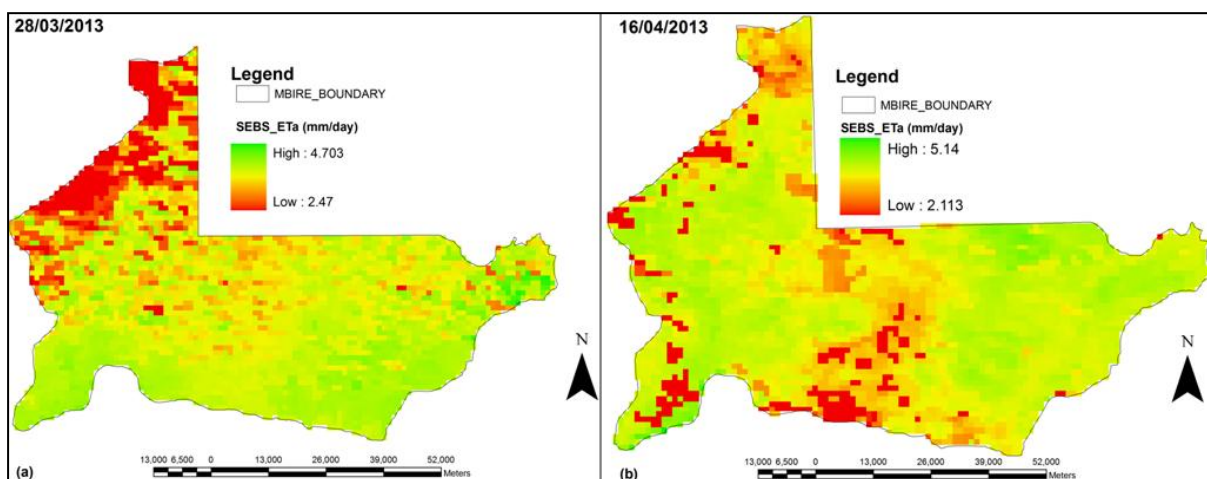 28/03/2013
Legend
MBIRE_BOUNDARY
SEBS_ETa (mm/day)
High : 4.703
Low : 2.47
N
13,000 6,500 0 13,000 26,000 39,000 52,000
Meters
(a)
16/04/2013
Legend
MBIRE_BOUNDARY
SEBS_ETa (mm/day)
High : 5.14
Low : 2.113
N
13,000 6,500 0 13,000 26,000 39,000 52,000
Meters
(b)